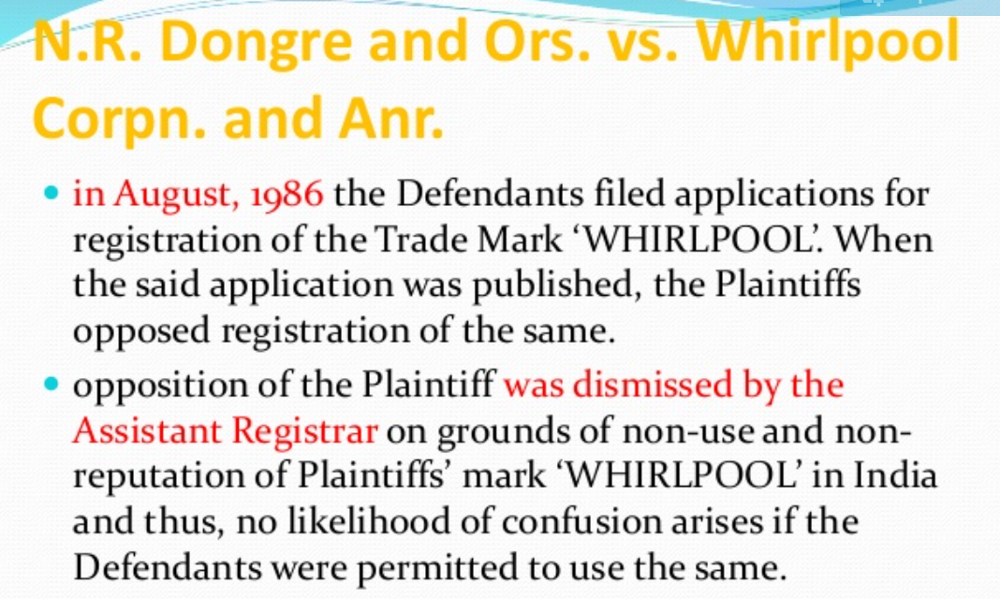 N.R. Dongre and Ors. vs. Whirlpool
Corpn. and Anr.
• in August, 1986 the Defendants filed applications for
registration of the Trade Mark ‘WHIRLPOOL’. When
the said application was published, the Plaintiffs
opposed registration of the same.
• opposition of the Plaintiff was dismissed by the
Assistant Registrar on grounds of non-use and non-
reputation of Plaintiffs’ mark ‘WHIRLPOOL’ in India
and thus, no likelihood of confusion arises if the
Defendants were permitted to use the same.